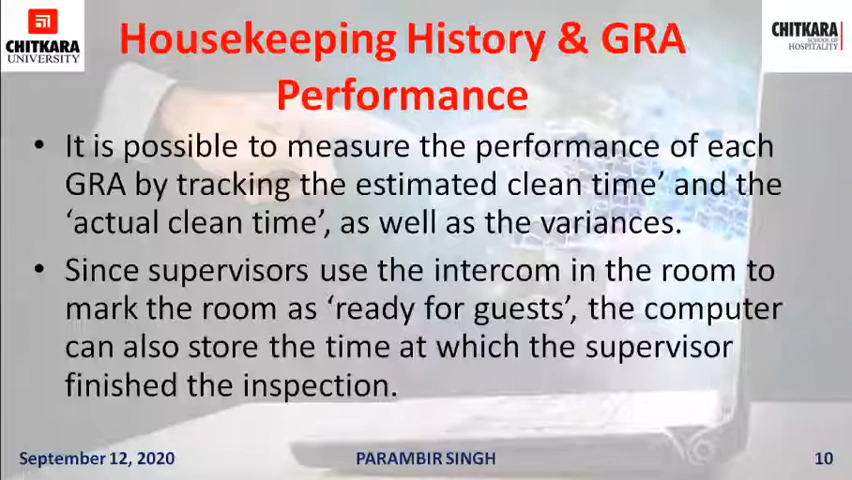 CHITKARA
UNIVERSITY
CHITKARA
SCHOOL OF
HOSPITALITY
Housekeeping History & GRA
Performance
• It is possible to measure the performance of each
GRA by tracking the estimated clean time’ and the
‘actual clean time’, as well as the variances.
• Since supervisors use the intercom in the room to
mark the room as ‘ready for guests’, the computer
can also store the time at which the supervisor
finished the inspection.
September 12, 2020
PARAMBIR SINGH
10